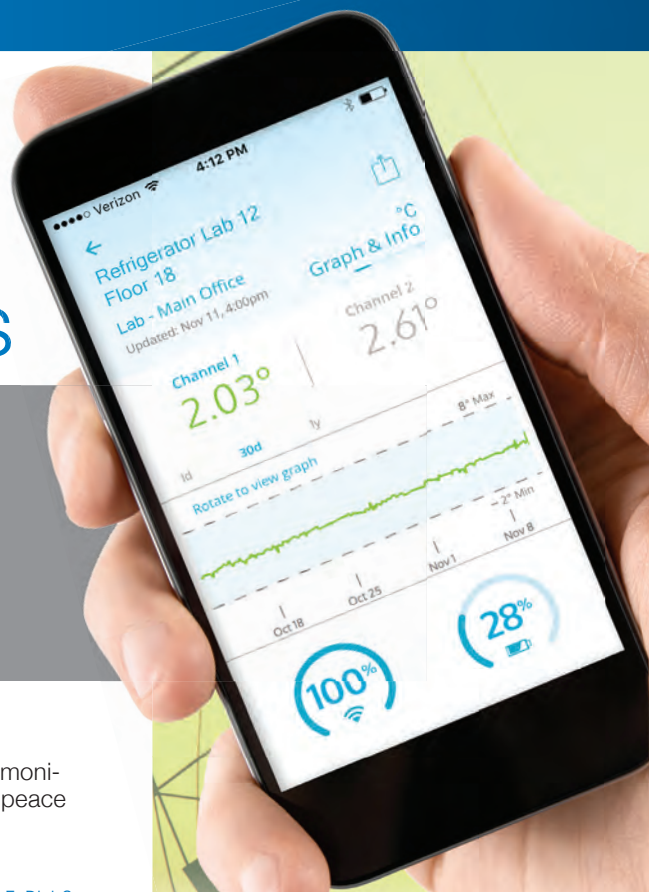 Verizon
4:12 PM
Refrigerator Lab 12
Floor 18
°C
Lab - Main Office
Graph & Info
Updated: Nov 11, 4:00pm
Channel 1
Channel 2
2.03°
2.61°
1d
30d
1y
8° Max
Rotate to view graph
2° Min
Oct 18
Oct 25
Nov 1
Nov 8
100%
28%
S
moni-
peace